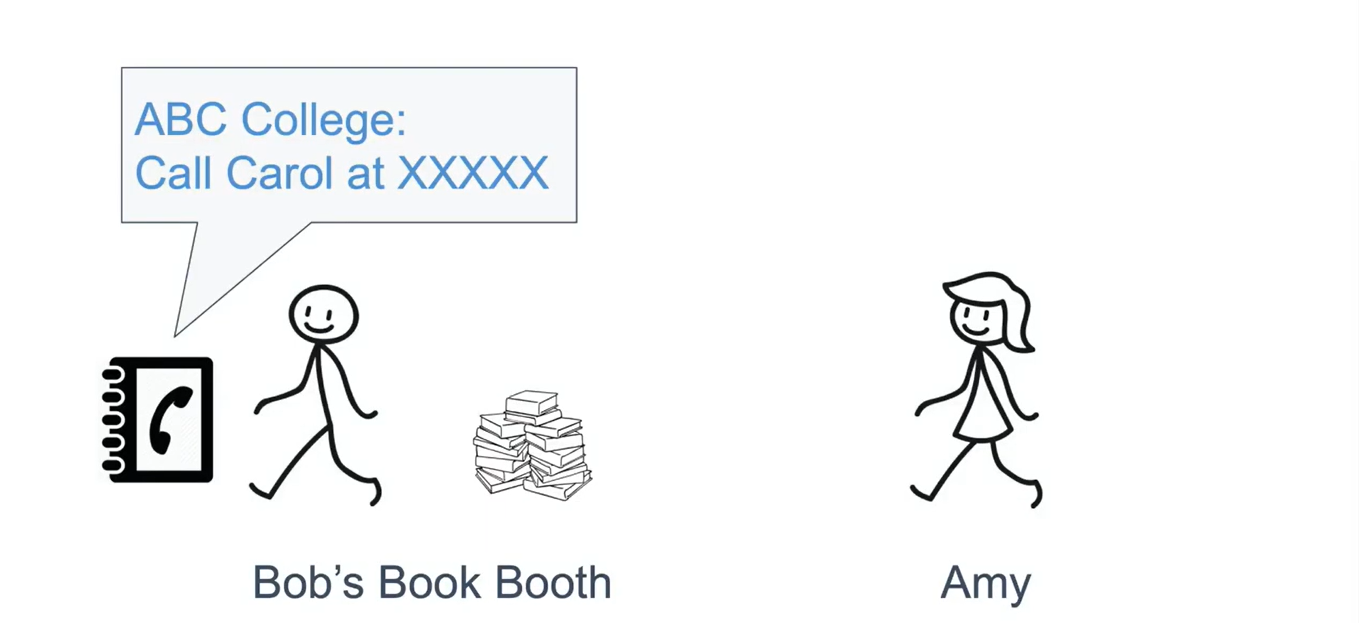 ABC College:
Call Carol at XXXXX
Bob’s Book Booth
Amy